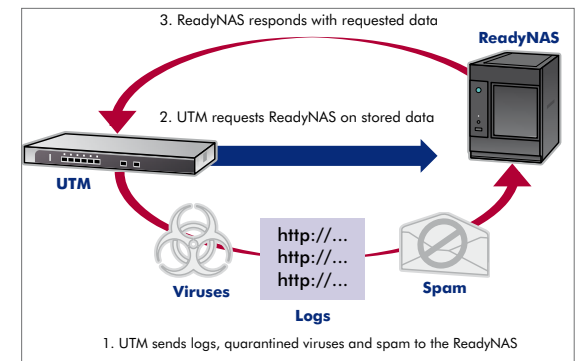 3. ReadyNAS responds with requested data
ReadyNAS
2. UTM requests ReadyNAS on stored data
UTM
http://...
http://...
http://...
Viruses
Spam
Logs
1. UTM sends logs, quarantined viruses and spam to the ReadyNAS